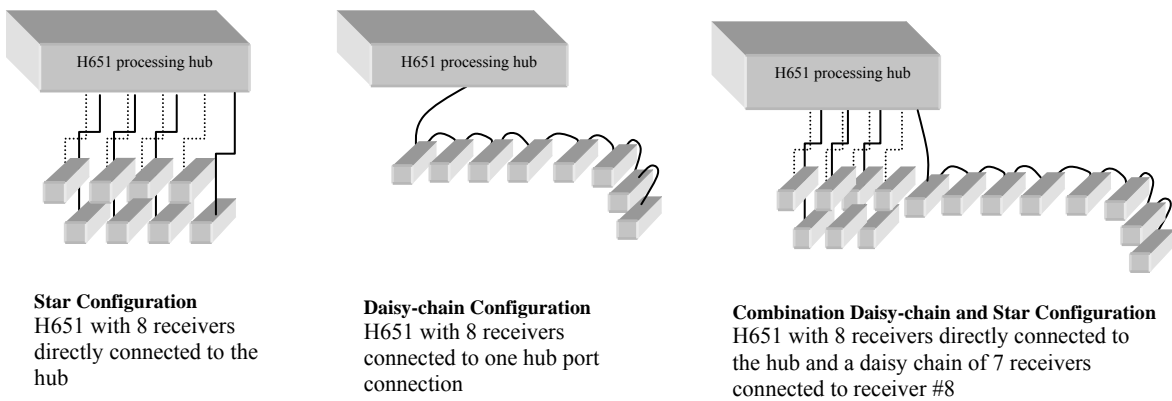 H651 processing hub
H651 processing hub
H651 processing hub
Star Configuration
H651 with 8 receivers
directly connected to the
hub
Daisy-chain Configuration
H651 with 8 receivers
connected to one hub port
connection
Combination Daisy-chain and Star Configuration
H651 with 8 receivers directly connected to
the hub and a daisy chain of 7 receivers
connected to receiver #8